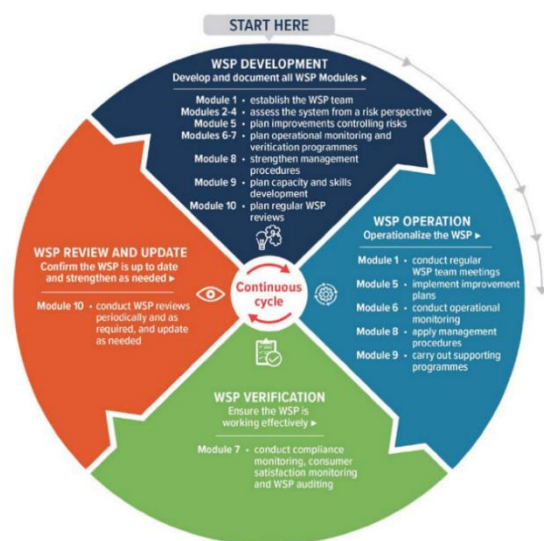 START HERE
WSP DEVELOPMENT
Develop and document all WSP Modules ▸
Module 1 • establish the WSP team
Modules 2-4 • assess the system from a risk perspective
Module 5 • plan improvements controlling risks
Modules 6-7 • plan operational monitoring and
verification programmes
Module 8 • strengthen management
procedures
Module 9 • plan capacity and skills
development
Module 10 • plan regular WSP
reviews
WSP OPERATION
Operationalize the WSP ▸
Module 1 • conduct regular
WSP team meetings
Module 5 • implement improvement
plans
Module 6 • conduct operational
monitoring
Module 8 • apply management
procedures
Module 9 • carry out supporting
programmes
WSP VERIFICATION
Ensure the WSP is
working effectively ▸
Module 7 • conduct compliance
monitoring, consumer
satisfaction monitoring
and WSP auditing
WSP REVIEW AND UPDATE
Confirm the WSP is up to date
and strengthen as needed ▸
Module 10 • conduct WSP reviews
periodically and as
required, and update
as needed
Continuous
cycle